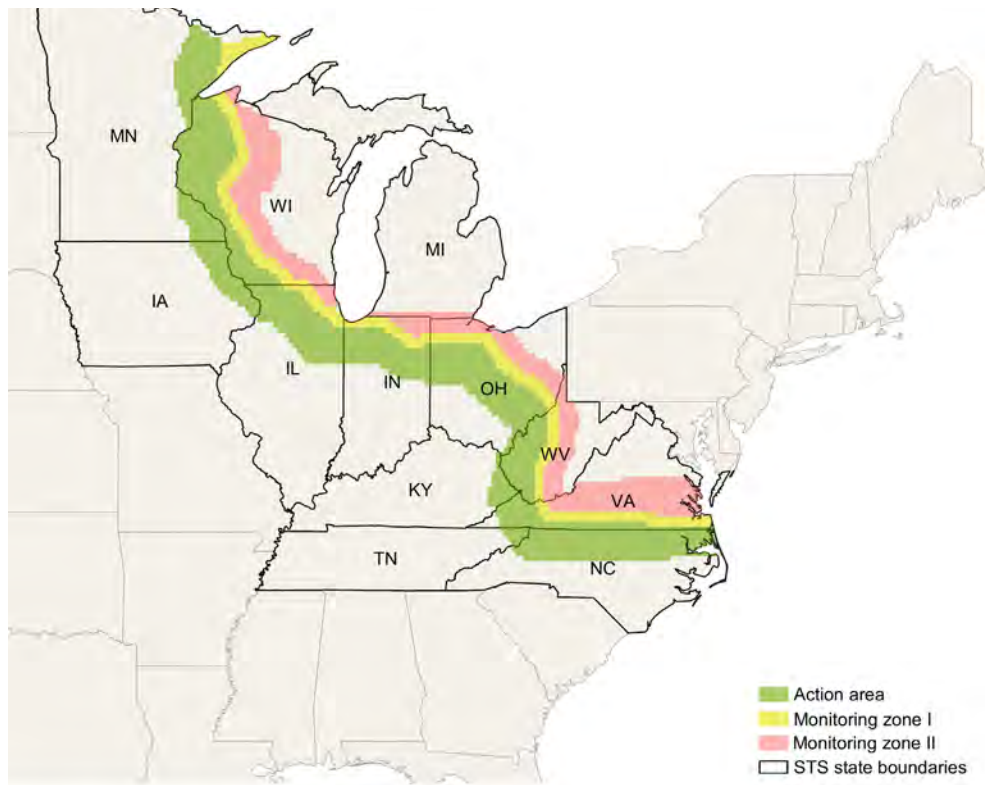 MN
WI
MI
IA
IL
IN
OH
WV
KY
VA
TN
NC
Action area
Monitoring zone I
Monitoring zone II
STS state boundaries